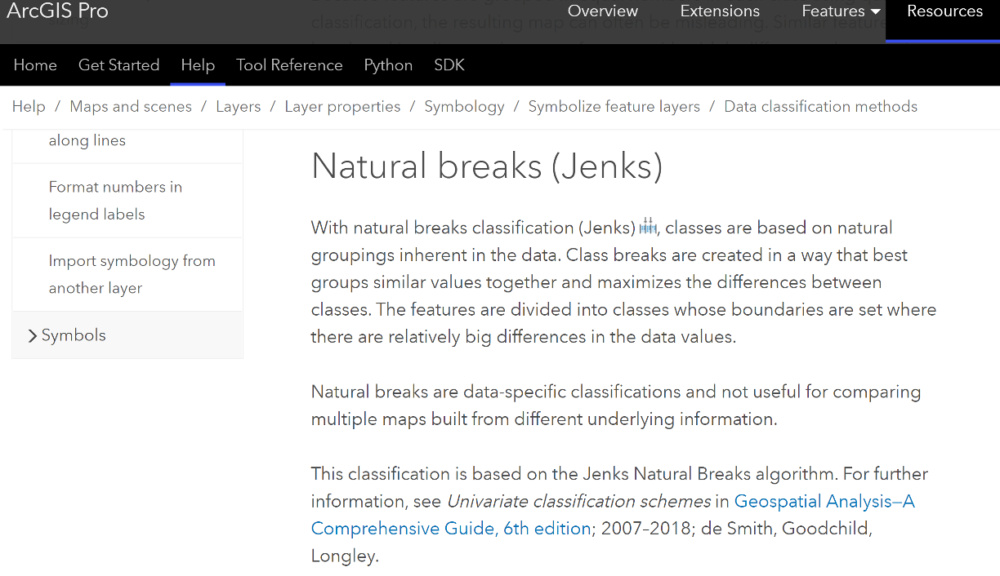 ArcGIS Pro
Overview
Extensions
Features
Resources
classification, the resulting map can often be misleading. Similar feature
Home
Get Started
Help
Tool Reference
Python
SDK
Help / Maps and scenes / Layers / Layer properties / Symbology / Symbolize feature layers / Data classification methods
along lines
Format numbers in
legend labels
Import symbology from
another layer
Symbols
Natural breaks (Jenks)
With natural breaks classification (Jenks) , classes are based on natural
groupings inherent in the data. Class breaks are created in a way that best
groups similar values together and maximizes the differences between
classes. The features are divided into classes whose boundaries are set where
there are relatively big differences in the data values.
Natural breaks are data-specific classifications and not useful for comparing
multiple maps built from different underlying information.
This classification is based on the Jenks Natural Breaks algorithm. For further
information, see Univariate classification schemes in Geospatial Analysis—A
Comprehensive Guide, 6th edition; 2007–2018; de Smith, Goodchild,
Longley.